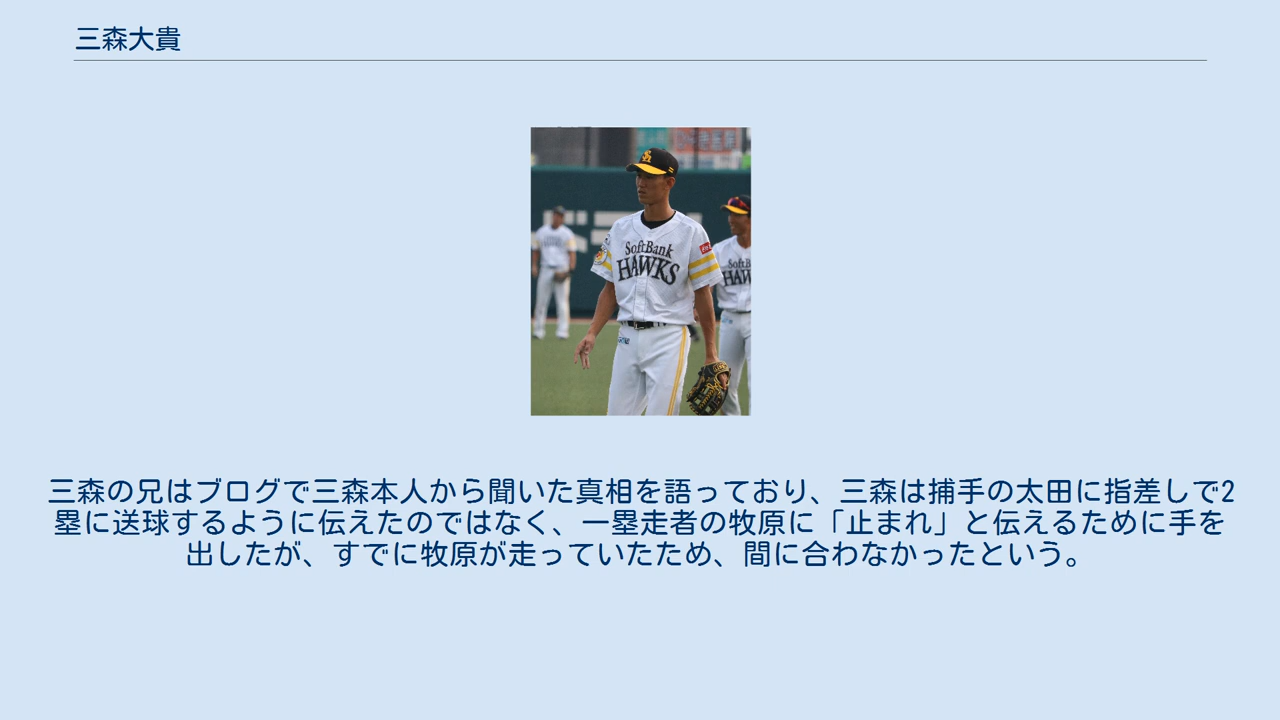 三森大貴
SoftBank
HAWKS
三森の兄はブログで三森本人から聞いた真相を語っており、三森は捕手の太田に指差しで2
塁に送球するように伝えたのではなく、一塁走者の牧原に「止まれ」と伝えるために手を
出したが、すでに牧原が走っていたため、間に合わなかったという。